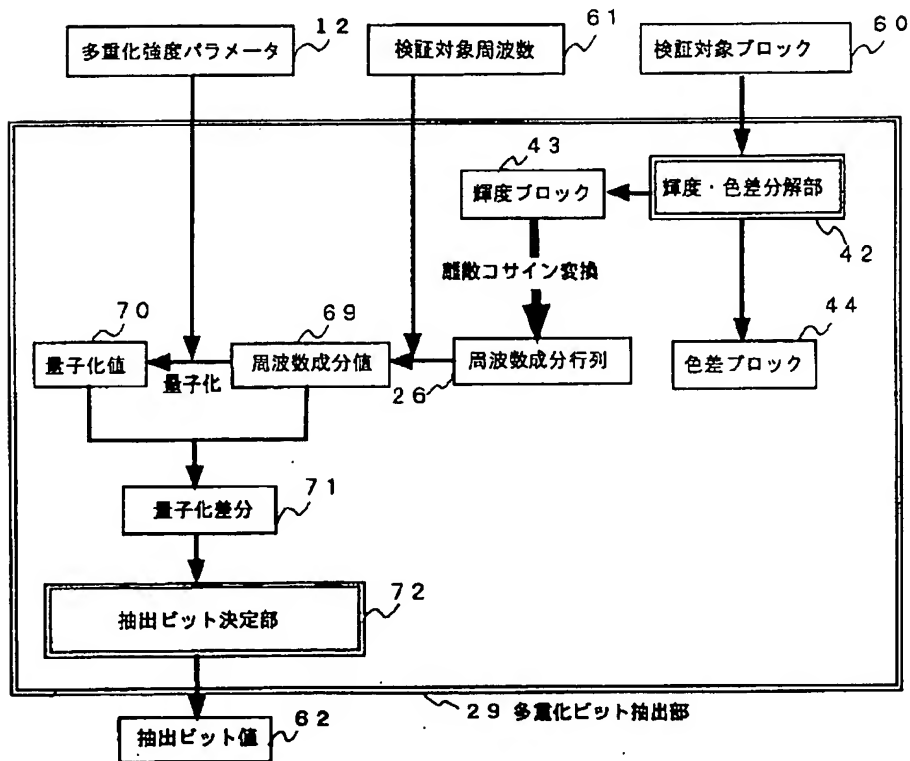 12
61
60
多重化強度パラメータ
検証対象周波数
検証対象ブロック
43
輝度ブロック
輝度・色差分解部
42
離散コサイン変換
70
69
44
量子化値
量子化
周波数成分値
周波数成分行列
26
色差ブロック
量子化差分
71
抽出ビット決定部
72
29 多重化ビット抽出部
抽出ビット値
62